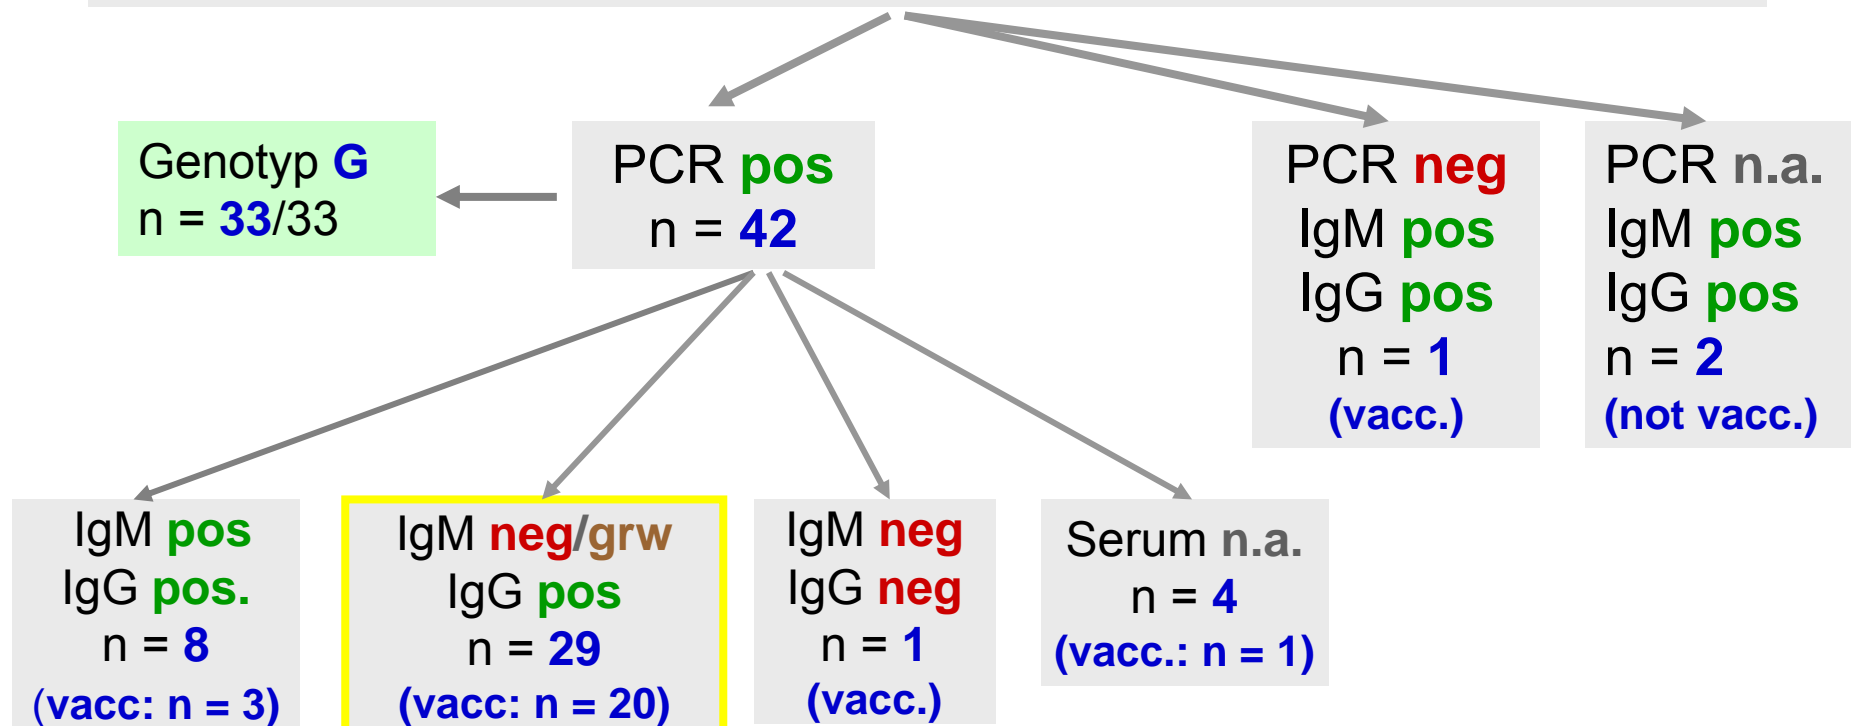 Genotyp G
n = 33/33
PCR pos
n = 42
PCR neg
IgM pos
IgG pos
n = 1
(vacc.)
PCR n.a.
IgM pos
IgG pos
n = 2
(not vacc.)
IgM pos
IgG pos.
n = 8
(vacc: n = 3)
IgM neg/grw
IgG pos
n = 29
(vacc: n = 20)
IgM neg
IgG neg
n = 1
(vacc.)
Serum n.a.
n = 4
(vacc.: n = 1)